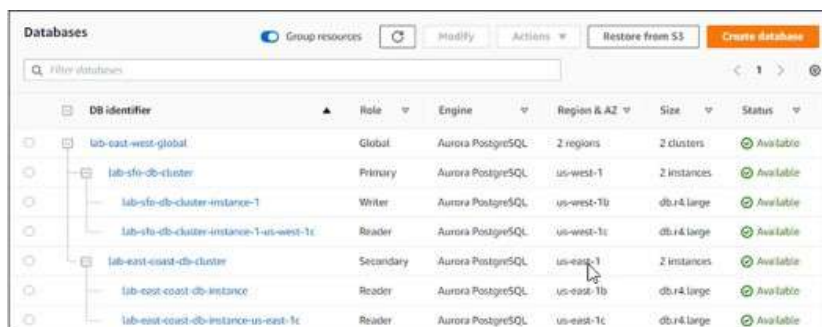 Databases Group resources Modify Actions Restore from S3 Create database
Filter databases 1
DB identifier Role Engine Region & AZ Size Status
lab-east-west-global Global Aurora PostgreSQL 2 regions 2 clusters Available
lab-sfo-db-cluster Primary Aurora PostgreSQL us-west-1 2 instances Available
lab-sfo-db-cluster-instance-1 Writer Aurora PostgreSQL us-west-1b db.r4.large Available
lab-sfo-db-cluster-instance-1-us-west-1c Reader Aurora PostgreSQL us-west-1c db.r4.large Available
lab-east-coast-db-cluster Secondary Aurora PostgreSQL us-east-1 2 instances Available
lab-east-coast-db-instance Reader Aurora PostgreSQL us-east-1b db.r4.large Available
lab-east-coast-db-instance-us-east-1c Reader Aurora PostgreSQL us-east-1c db.r4.large Available